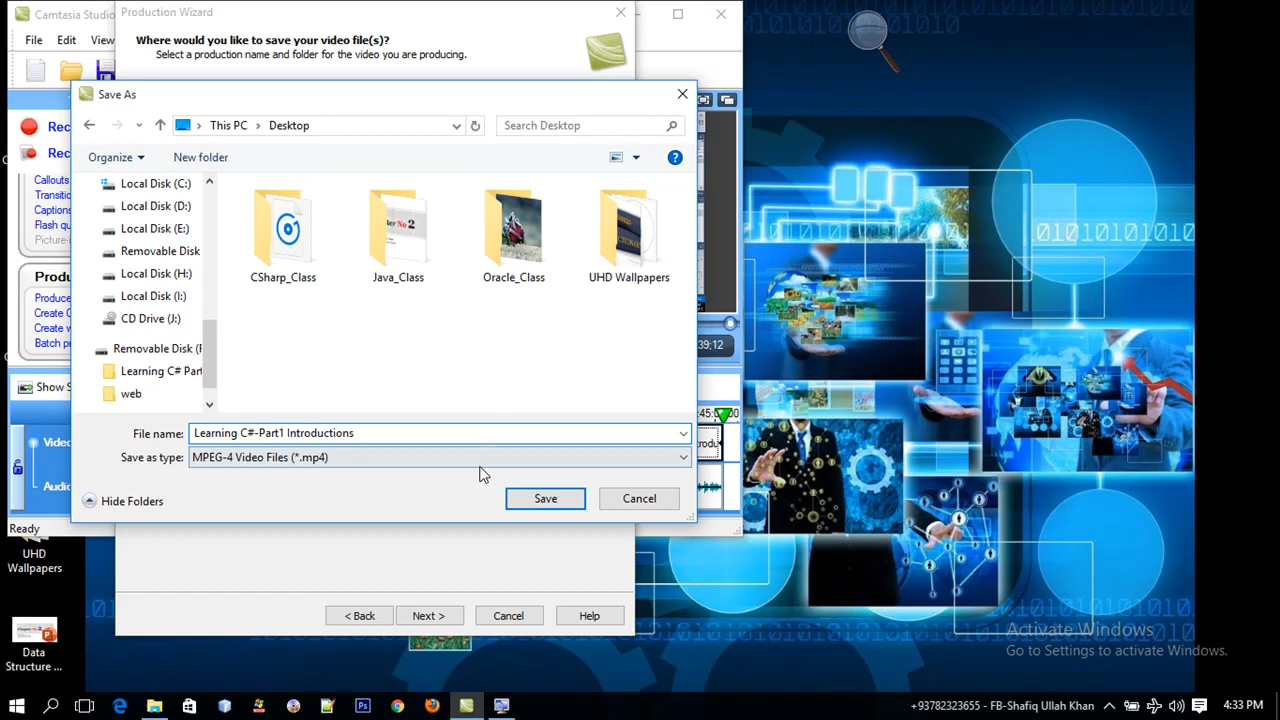 Camtasia Studio
Production Wizard
File Edit View
Where would you like to save your video file(s)?
Select a production name and folder for the video you are producing.
Save As
This PC > Desktop
Search Desktop
Organize
New folder
Rec
Rec
Callouts
Transitio
Captions
Flash qu
Picture-i
Produ
Produce
Create C
Create w
Batch pr
Show S
Video
Audio
Ready
Local Disk (C:)
Local Disk (D:)
Local Disk (E:)
Removable Disk
Local Disk (H:)
Local Disk (I:)
CD Drive (J:)
Removable Disk (F
Learning C# Part
web
CSharp_Class
Java_Class
Oracle_Class
UHD Wallpapers
39;12
File name:
Learning C#-Part1 Introductions
Save as type:
MPEG-4 Video Files (*.mp4)
Hide Folders
Save
Cancel
UHD
Wallpapers
< Back
Next >
Cancel
Help
Data
Structure ...
Activate Windows
Go to Settings to activate Windows.
+93782323655 - FB-Shafiq Ullah Khan
4:33 PM